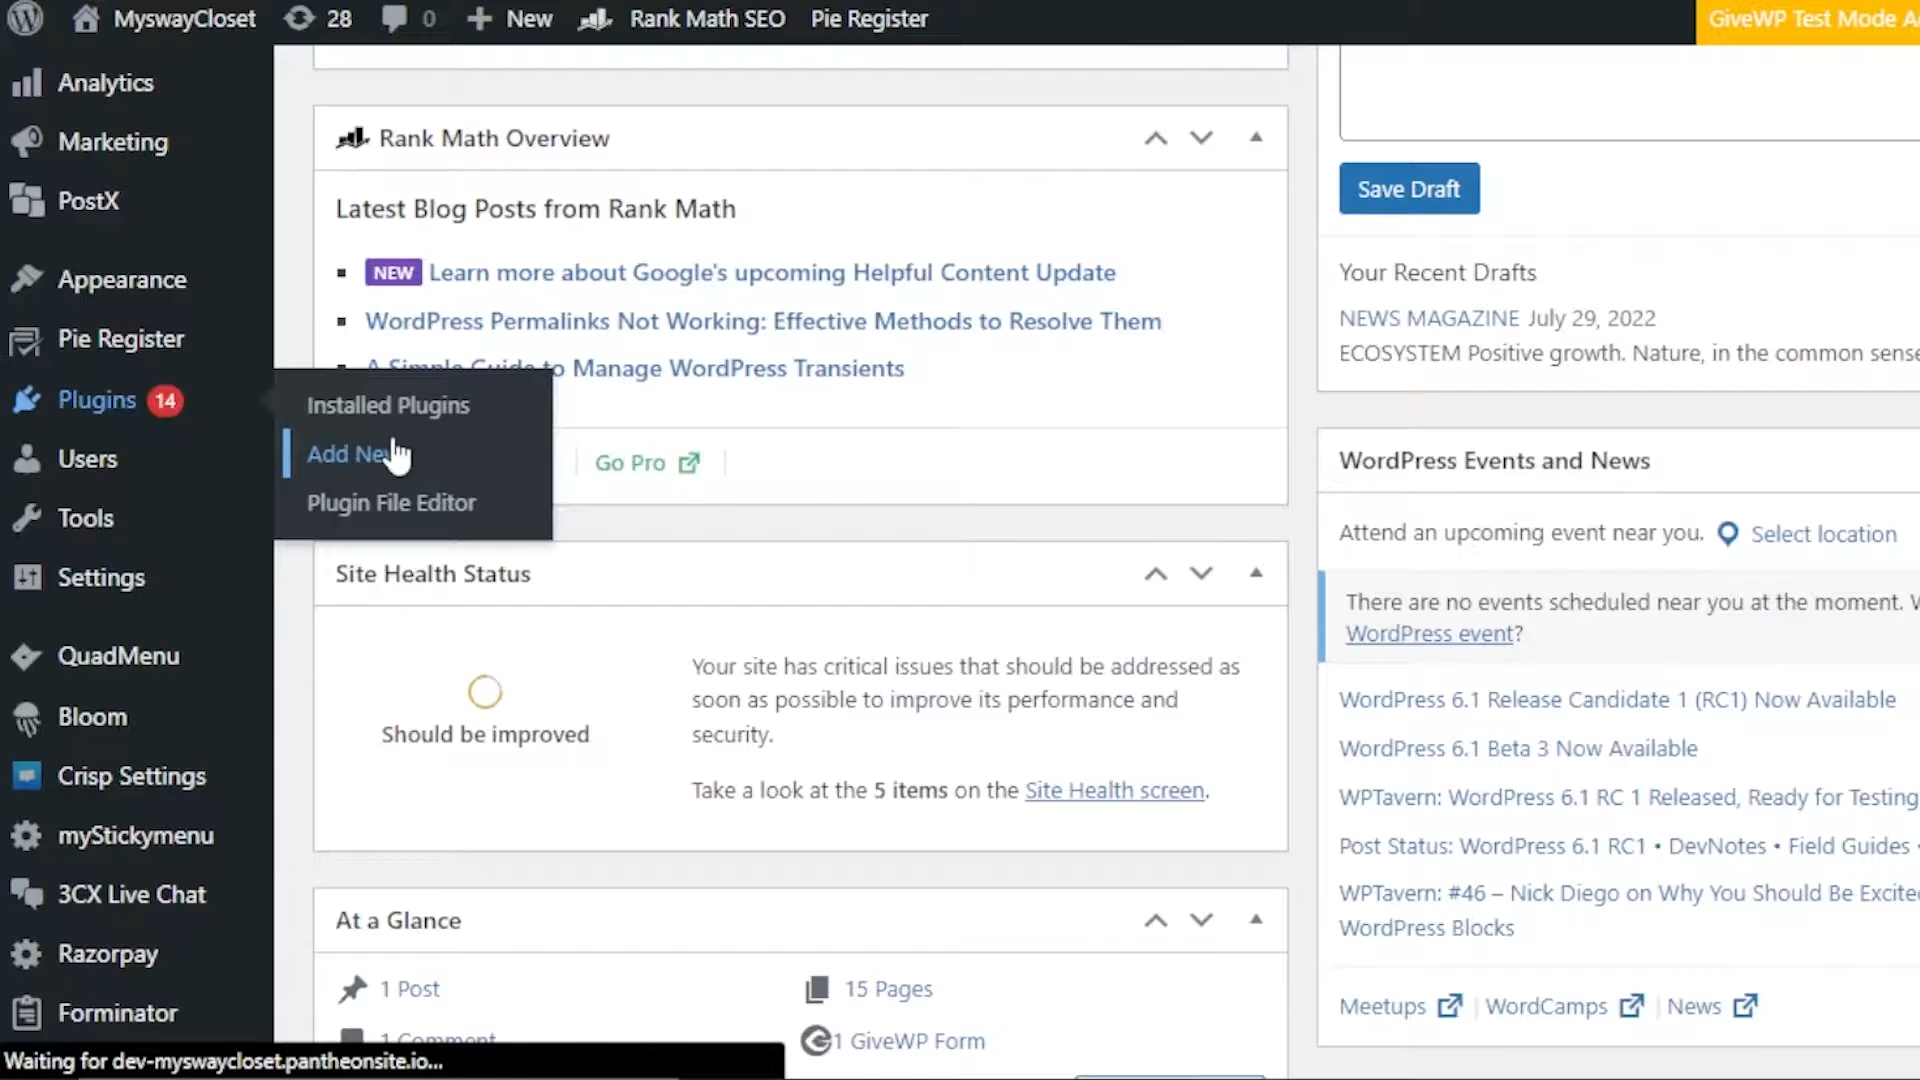 MyswayCloset 28 0 New Rank Math SEO Pie Register GiveWP Test Mode
Analytics
Marketing
PostX
Appearance
Pie Register
Plugins 14
Users
Tools
Settings
QuadMenu
Bloom
Crisp Settings
myStickymenu
3CX Live Chat
Razorpay
Forminator
Installed Plugins
Add New
Plugin File Editor
Rank Math Overview
Latest Blog Posts from Rank Math
NEW Learn more about Google's upcoming Helpful Content Update
WordPress Permalinks Not Working: Effective Methods to Resolve Them
A Simple Guide to Manage WordPress Transients
Go Pro
Site Health Status
Should be improved
Your site has critical issues that should be addressed as
soon as possible to improve its performance and
security.
Take a look at the 5 items on the Site Health screen.
At a Glance
1 Post
15 Pages
1 Comment
1 GiveWP Form
Save Draft
Your Recent Drafts
NEWS MAGAZINE July 29, 2022
ECOSYSTEM Positive growth. Nature, in the common sense
WordPress Events and News
Attend an upcoming event near you. Select location
There are no events scheduled near you at the moment.
WordPress event?
WordPress 6.1 Release Candidate 1 (RC1) Now Available
WordPress 6.1 Beta 3 Now Available
WPTavern: WordPress 6.1 RC 1 Released, Ready for Testing
Post Status: WordPress 6.1 RC1 • DevNotes • Field Guides •
WPTavern: #46 – Nick Diego on Why You Should Be Excite
WordPress Blocks
Meetups | WordCamps | News
Waiting for dev-myswaycloset.pantheonsite.io...